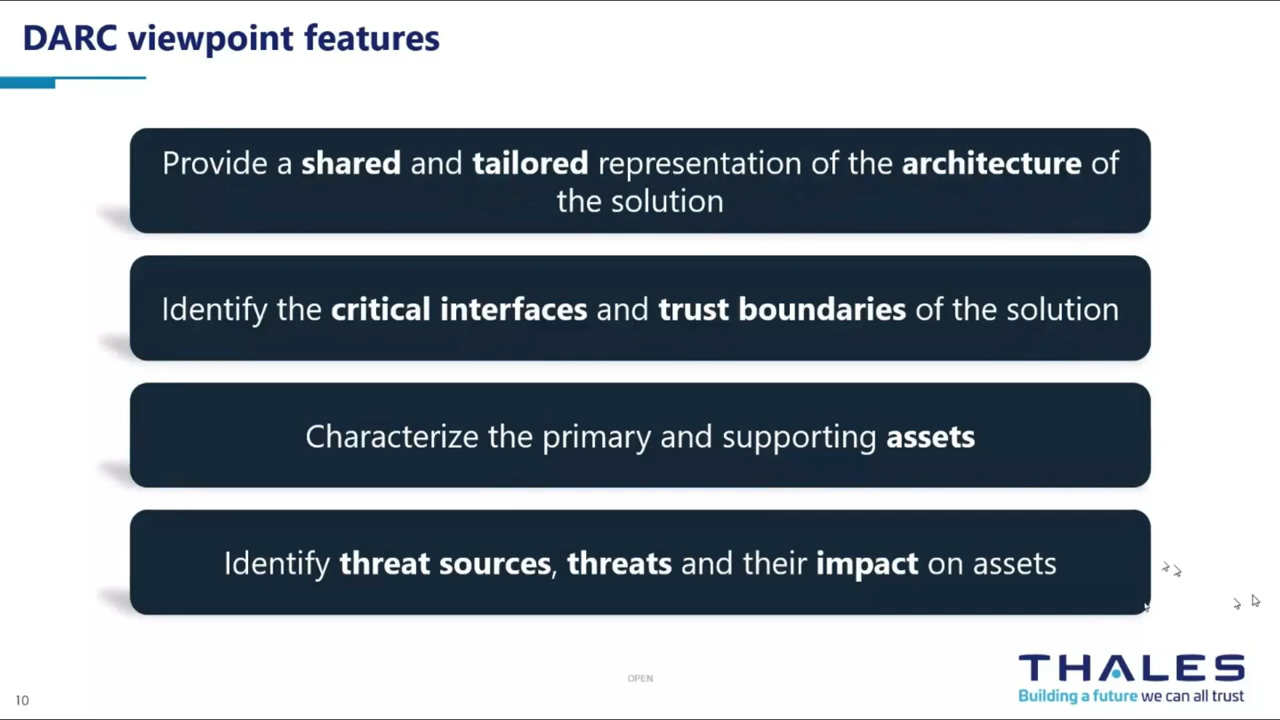 DARC viewpoint features
Provide a shared and tailored representation of the architecture of
the solution
Identify the critical interfaces and trust boundaries of the solution
Characterize the primary and supporting assets
Identify threat sources, threats and their impact on assets
OPEN
THALES
Building a future we can all trust
10